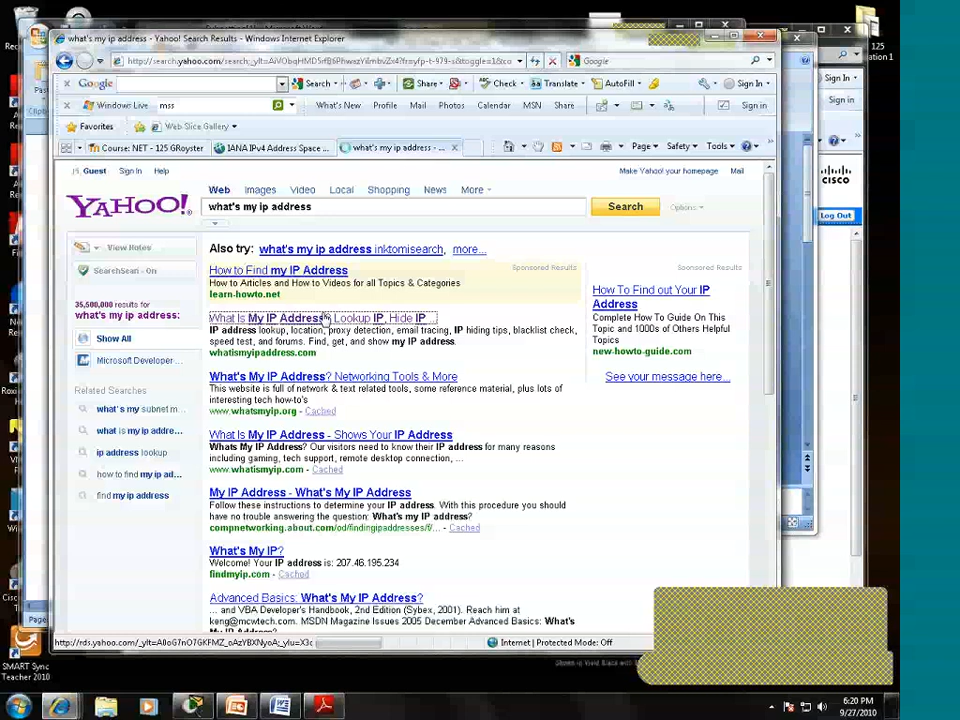 what's my ip address - Yahoo! Search Results - Windows Internet Explorer
Google
Google Search Share Check Translate AutoFill Sign In
Windows Live mss What's New Profile Mail Photos Calendar MSN Share Sign in
Favorites Web Slice Gallery
Course: NET - 125 GRoyster IANA IPv4 Address Space ... what's my ip address - ... Page Safety Tools
Guest Sign In Help Make Yahoo! your homepage Mail
Web Images Video Local Shopping News More
YAHOO! what's my ip address Search Options
View Notes
SearchScan - On
35,500,000 results for
what's my ip address:
Show All
Microsoft Developer ...
Related Searches
what's my subnet m...
what is my ip addre...
ip address lookup
how to find my ip ad...
find my ip address
Also try: what's my ip address inktomisearch, more...
How to Find my IP Address Sponsored Results
How to Articles and How to Videos for all Topics & Categories
learn-howto.net
What Is My IP Address Lookup IP, Hide IP ...
IP address lookup, location, proxy detection, email tracing, IP hiding tips, blacklist check,
speed test, and forums. Find, get, and show my IP address.
whatismyipaddress.com
What's My IP Address? Networking Tools & More
This website is full of network & text related tools, some reference material, plus lots of
interesting tech how-to's
www.whatsmyip.org - Cached
What Is My IP Address - Shows Your IP Address
Whats My IP Address? Our visitors need to know their IP address for many reasons
including gaming, tech support, remote desktop connection, ...
www.whatismyip.com - Cached
My IP Address - What's My IP Address
Follow these instructions to determine your IP address. With this procedure you should
have no trouble answering the question: What's my IP address?
compnetworking.about.com/od/findingipaddresses/f/... - Cached
What's My IP?
Welcome! Your IP address is: 207.46.195.234
findmyip.com - Cached
Advanced Basics: What's My IP Address?
... and VBA Developer's Handbook, 2nd Edition (Sybex, 2001). Reach him at
keng@mcwtech.com. MSDN Magazine Issues 2005 December Advanced Basics: What's
Sponsored Results
How To Find out Your IP
Address
Complete How To Guide On This
Topic and 1000s of Others Helpful
Topics
new-howto-guide.com
See your message here...
Internet | Protected Mode: Off
Sign In
Sign in
cisco
Log Out
125
SMART Sync
Teacher 2010
6:20 PM
9/27/2010